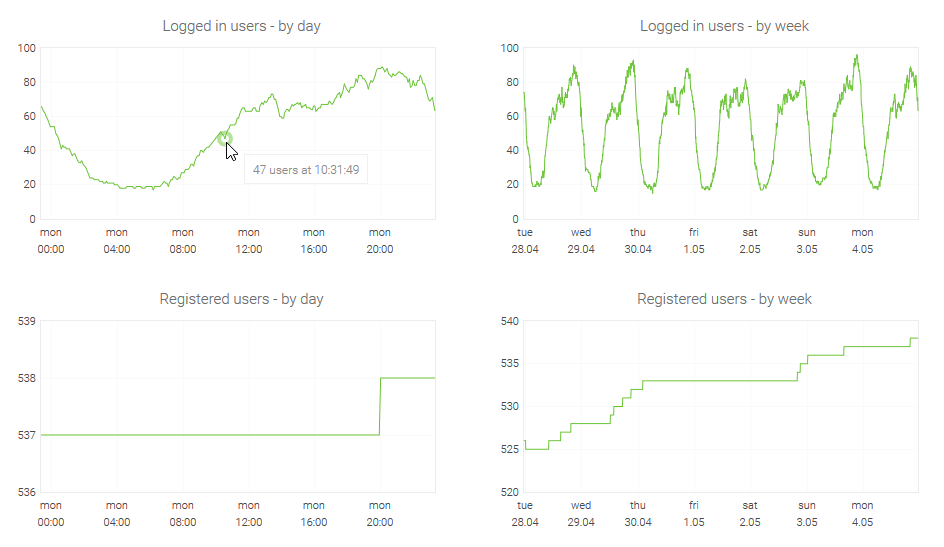 Logged in users - by day
100
80
60
40
20
0
47 users at 10:31:49
mon mon mon mon mon mon
00:00 04:00 08:00 12:00 16:00 20:00
Logged in users - by week
100
80
60
40
20
0
tue wed thu fri sat sun mon
28.04 29.04 30.04 1.05 2.05 3.05 4.05
Registered users - by day
539
538
537
536
mon mon mon mon mon mon
00:00 04:00 08:00 12:00 16:00 20:00
Registered users - by week
540
535
530
525
520
tue wed thu fri sat sun mon
28.04 29.04 30.04 1.05 2.05 3.05 4.05